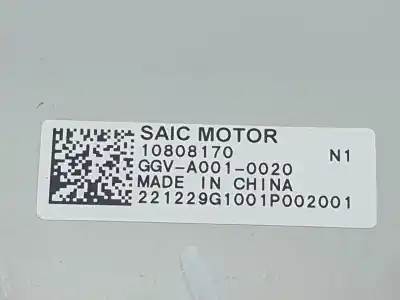 SAIC MOTOR
10808170 N1
GGV-A001-0020
MADE IN CHINA
221229G1001P002001